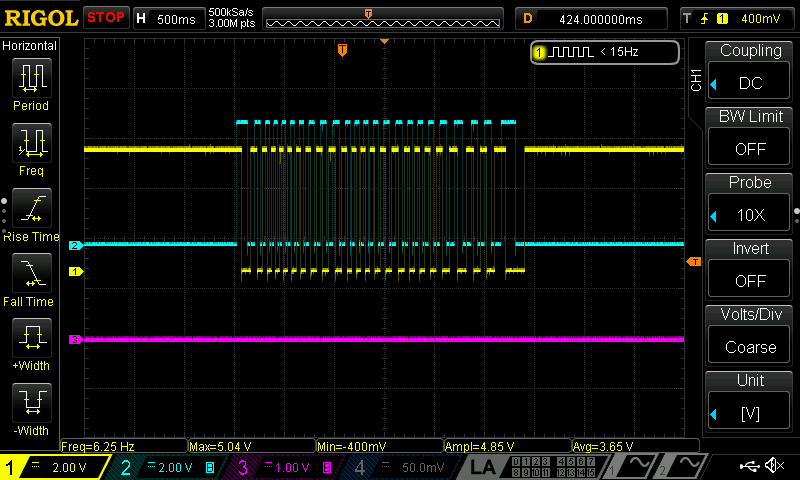 RIGOL STOP H 500ms 500kSa/s 3.00M pts T D 424.000000ms T 1 400mV
Horizontal
Period
Freq
Rise Time
Fall Time
+Width
-Width
T
1 < 15Hz
2
1
3
T
CH1
Coupling
DC
BW Limit
OFF
Probe
10X
Invert
OFF
Volts/Div
Coarse
Unit
[V]
Freq=6.25 Hz Max=5.04 V Min=-400mV Ampl=4.85 V Avg=3.65 V
1 2.00 V 2 2.00 V B 3 1.00 V B 4 50.0mV LA 0 1 2 3 4 5 6 7 8 9 10 11 12 13 14 15 1 2